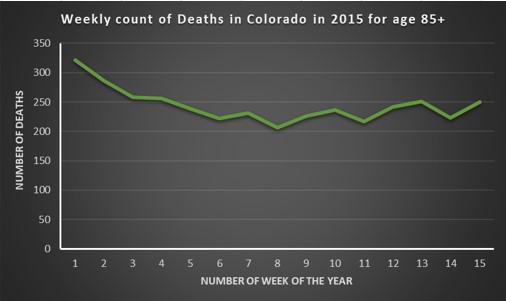 Weekly count of Deaths in Colorado in 2015 for age 85+
350
300
250
200
150
100
50
0
NUMBER OF DEATHS
1 2 3 4 5 6 7 8 9 10 11 12 13 14 15
NUMBER OF WEEK OF THE YEAR